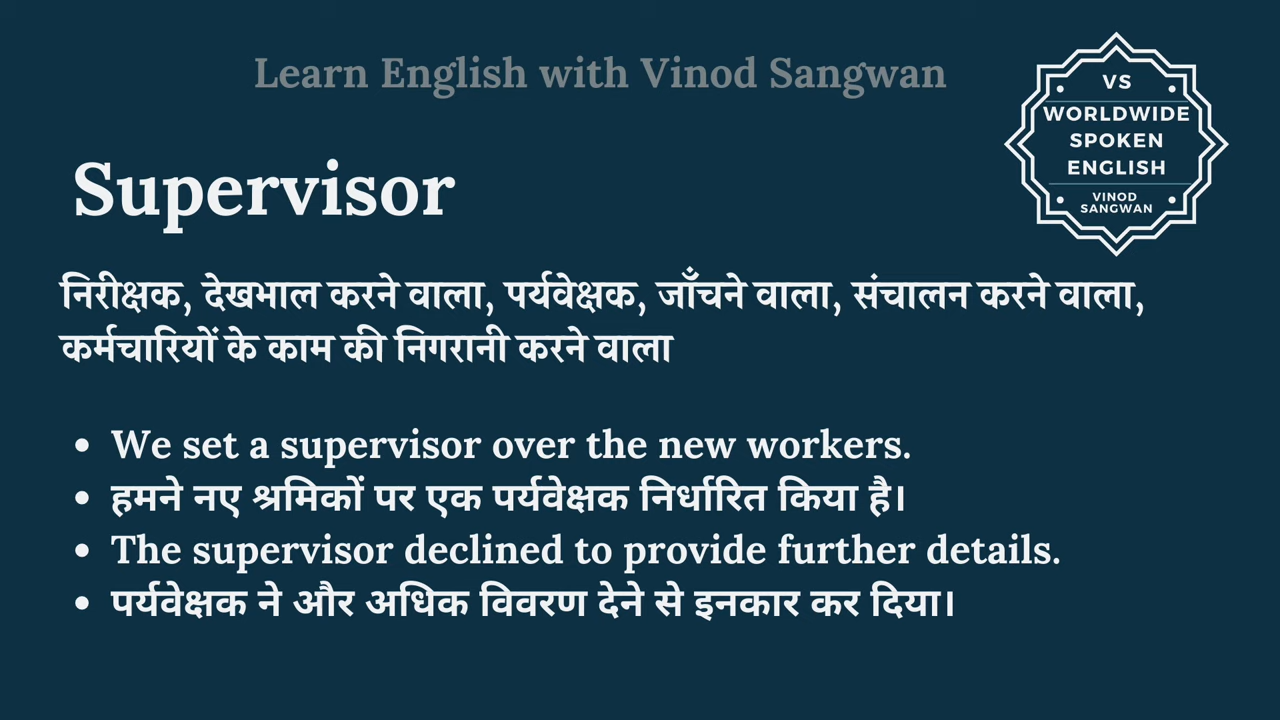 Learn English with Vinod Sangwan
VS
WORLDWIDE
SPOKEN
ENGLISH
VINOD
SANGWAN
Supervisor
निरीक्षक, देखभाल करने वाला, पर्यवेक्षक, जाँचने वाला, संचालन करने वाला,
कर्मचारियों के काम की निगरानी करने वाला
• We set a supervisor over the new workers.
• हमने नए श्रमिकों पर एक पर्यवेक्षक निर्धारित किया है।
• The supervisor declined to provide further details.
• पर्यवेक्षक ने और अधिक विवरण देने से इनकार कर दिया।